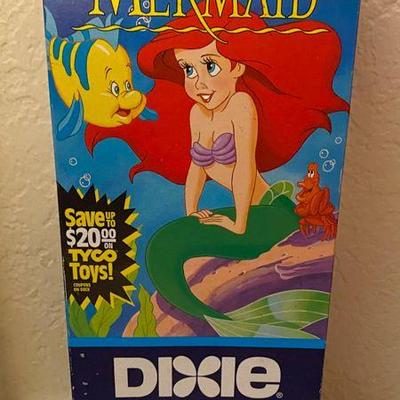 MERMAID
Save UP TO
$20.00 ON
TYCO
Toys!
COUPONS
ON BACK
DIXIE®